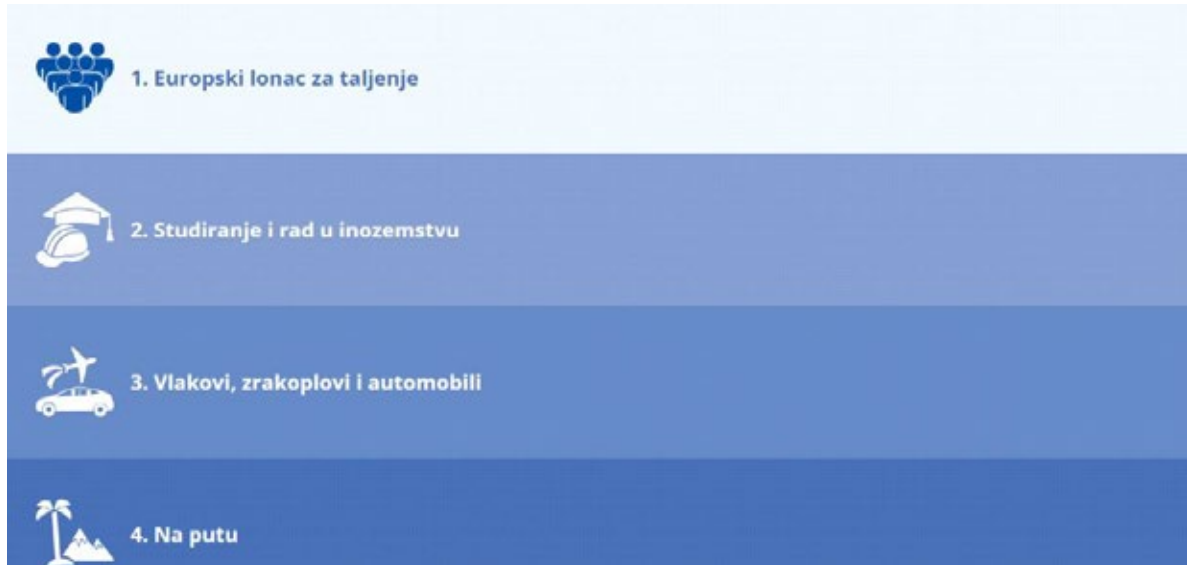 1. Europski lonac za taljenje
2. Studiranje i rad u inozemstvu
3. Vlakovi, zrakoplovi i automobili
4. Na putu